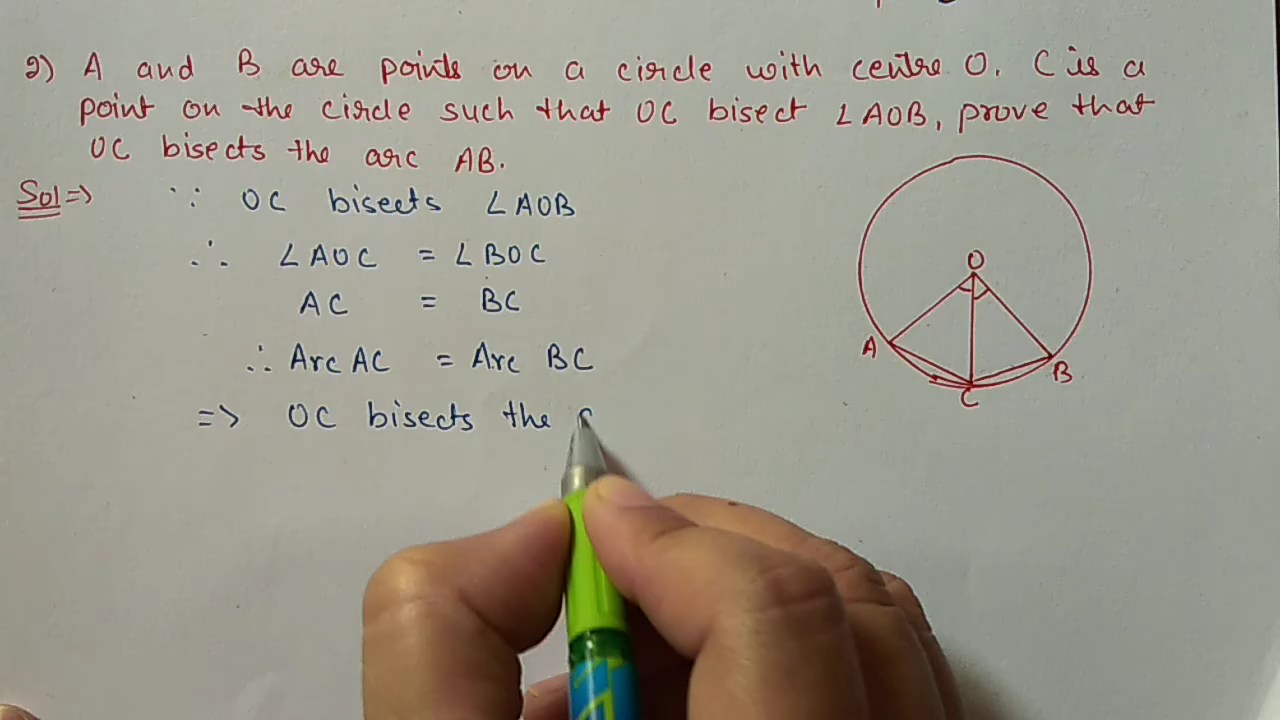 2) A and B are points on a circle with centre O. C is a
point on the circle such that OC bisect ∠AOB, prove that
OC bisects the arc AB.
Sol => ∵ OC bisects ∠AOB
∴ ∠AOC = ∠BOC
AC = BC
∴ Arc AC = Arc BC
=> OC bisects the
O
A
B
C